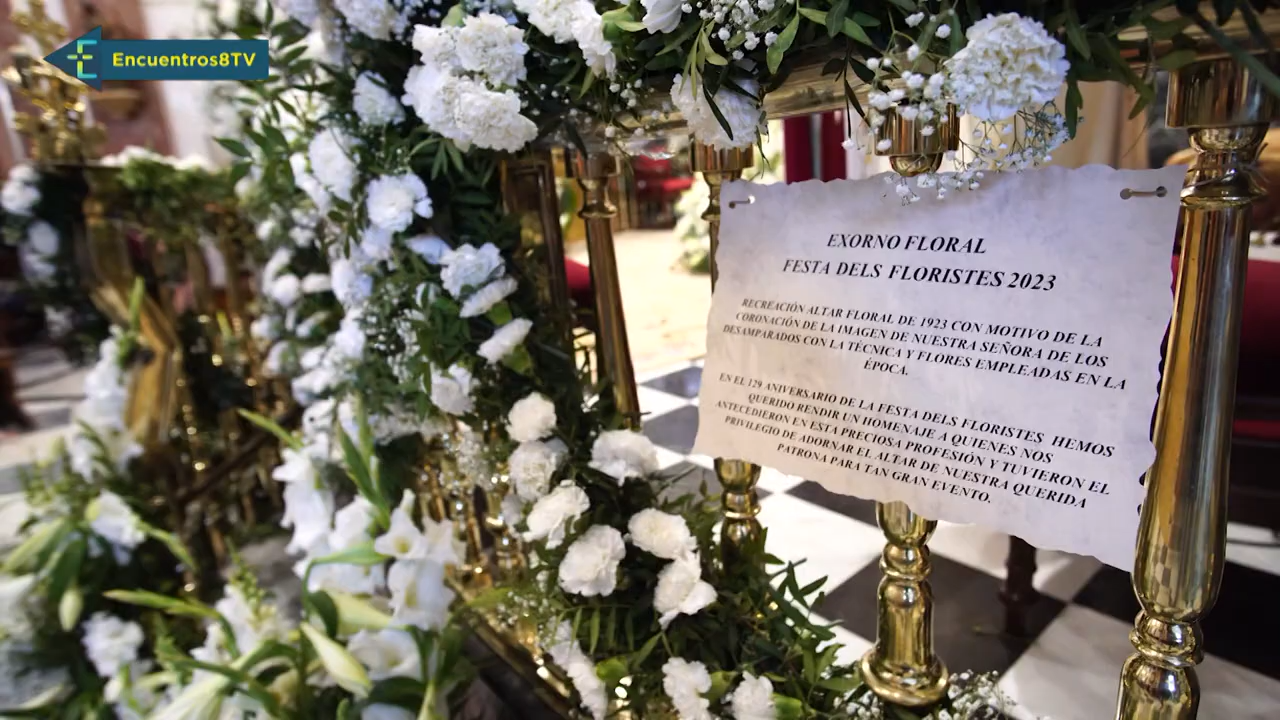 Encuentros8TV
EXORNO FLORAL
FESTA DELS FLORISTES 2023
RECREACIÓN ALTAR FLORAL DE 1923 CON MOTIVO DE LA
CORONACIÓN DE LA IMAGEN DE NUESTRA SEÑORA DE LOS
DESAMPARADOS CON LA TÉCNICA Y FLORES EMPLEADAS EN LA
ÉPOCA.
EN EL 129 ANIVERSARIO DE LA FESTA DELS FLORISTES HEMOS
QUERIDO RENDIR UN HOMENAJE A QUIENES NOS
ANTECEDIERON EN ESTA PRECIOSA PROFESIÓN Y TUVIERON EL
PRIVILEGIO DE ADORNAR EL ALTAR DE NUESTRA QUERIDA
PATRONA PARA TAN GRAN EVENTO.